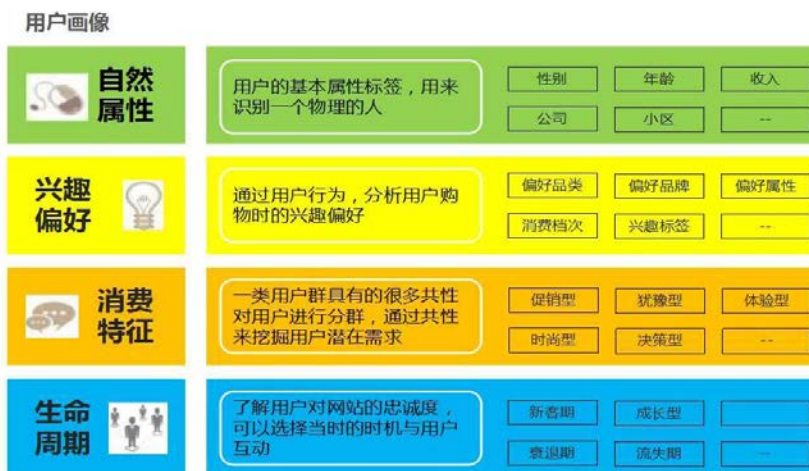 用户画像
自然
属性
用户的基本属性标签，用来
识别一个物理的人
性别
年龄
收入
公司
小区
--
兴趣
偏好
通过用户行为，分析用户购
物时的兴趣偏好
偏好品类
偏好品牌
偏好属性
消费档次
兴趣标签
--
消费
特征
一类用户群具有的很多共性
对用户进行分群，通过共性
来挖掘用户潜在需求
促销型
犹豫型
体验型
时尚型
决策型
--
生命
周期
了解用户对网站的忠诚度，
可以选择当时的时机与用户
互动
新客期
成长型
衰退期
流失期
--